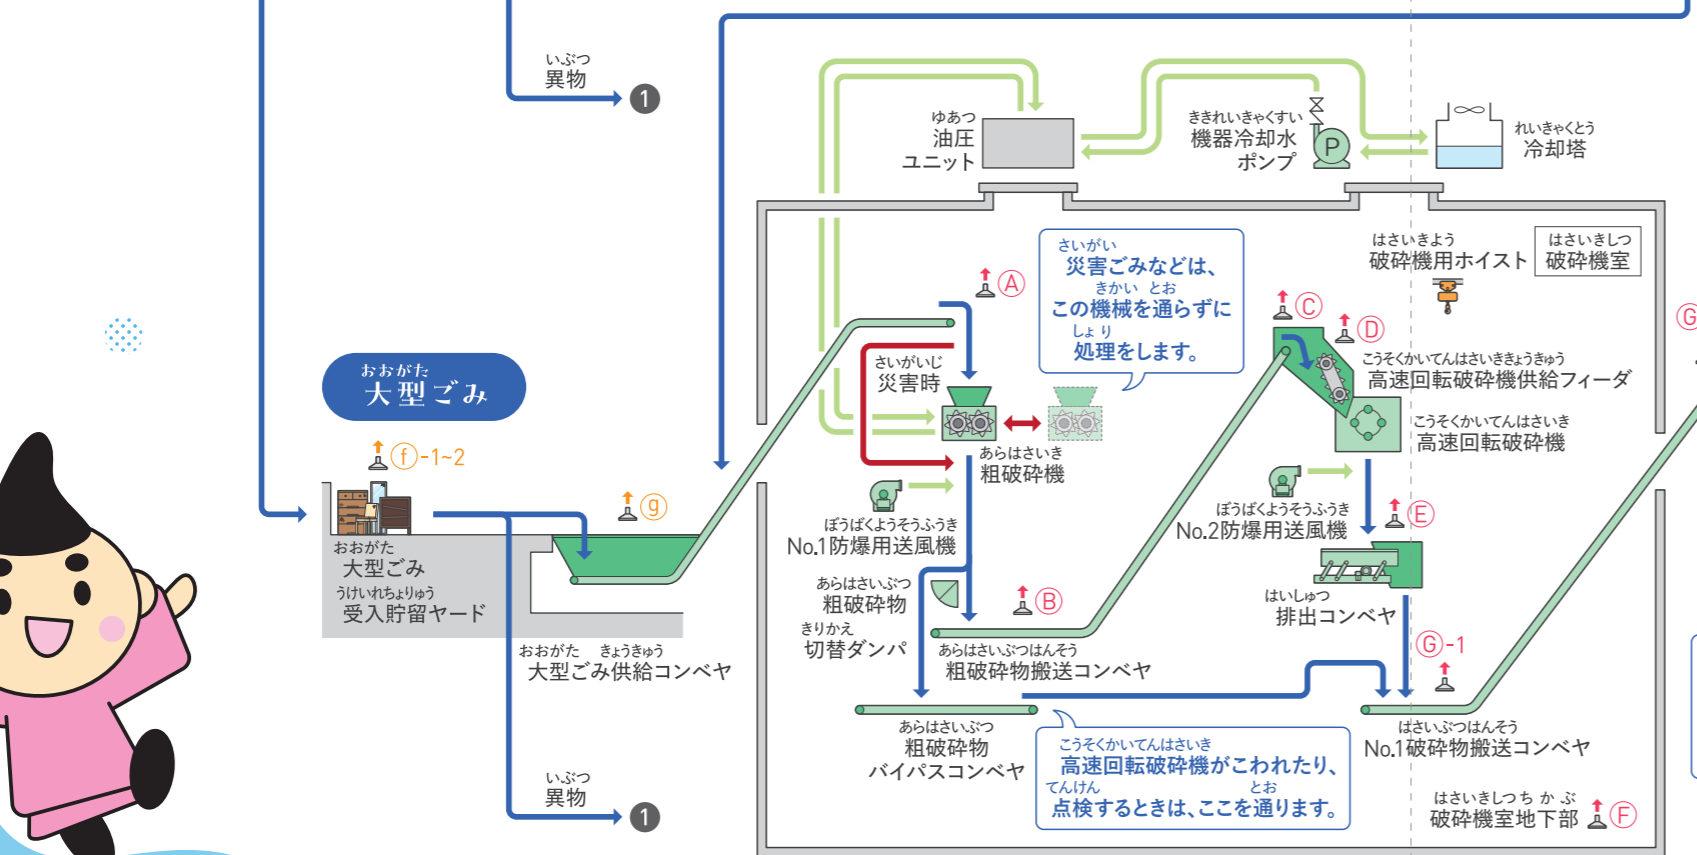 いぶつ
異物
1
ゆあつ
油圧
ユニット
ききれいきゃくすい
機器冷却水
ポンプ
P
れいきゃくとう
冷却塔
はさいきよう
破砕機用ホイスト
はさいきしつ
破砕機室
さいがい
災害ごみなどは、
きかい とお
この機械を通らずに
しょり
処理をします。
A
C
D
G
さいがいじ
災害時
あらはさいき
粗破砕機
こうそくかいてんはさいききょうきゅう
高速回転破砕機供給フィーダ
こうそくかいてんはさいき
高速回転破砕機
おおがた
大型ごみ
f-1~2
g
おおがた
大型ごみ
うけいれちょりゅう
受入貯留ヤード
おおがた きょうきゅう
大型ごみ供給コンベヤ
ぼうばくようそうふうき
No.1防爆用送風機
ぼうばくようそうふうき
No.2防爆用送風機
E
あらはさいぶつ
粗破砕物
きりかえ
切替ダンパ
B
あらはさいぶつはんそう
粗破砕物搬送コンベヤ
はいしゅつ
排出コンベヤ
G-1
あらはさいぶつ
粗破砕物
バイパスコンベヤ
こうそくかいてんはさいき
高速回転破砕機がこわれたり、
てんけん とお
点検するときは、ここを通ります。
はさいぶつはんそう
No.1破砕物搬送コンベヤ
はさいきしつちかぶ
破砕機室地下部
F
いぶつ
異物
1